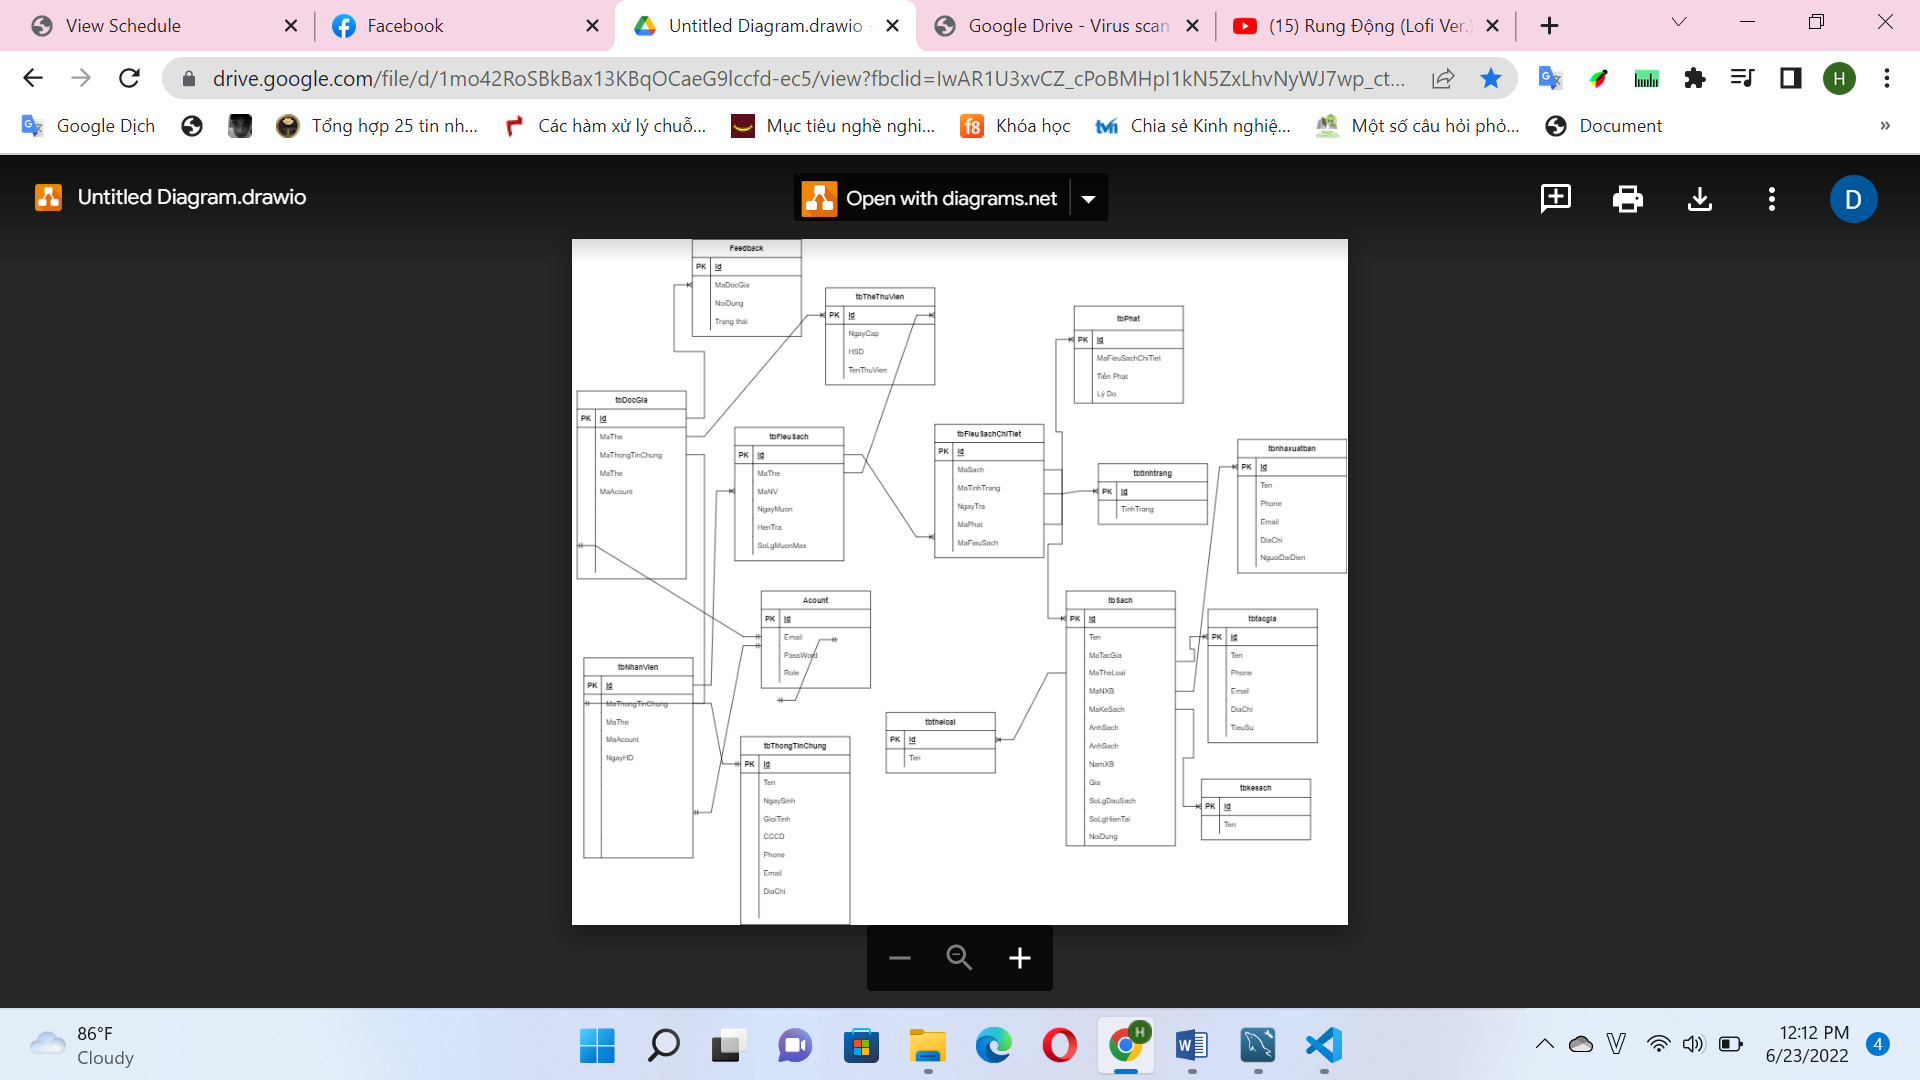 View Schedule
Facebook
Untitled Diagram.drawio -
Google Drive - Virus scan
(15) Rung Động (Lofi Ver.)
drive.google.com/file/d/1mo42RoSBkBax13KBqOCaeG9Iccfd-ec5/view?fbclid=IwAR1U3xvCZ_cPoBMHpI1kN5ZxLhvNyWJ7wp_ct...
H
Google Dịch
Tổng hợp 25 tin nh...
Các hàm xử lý chuỗ...
Mục tiêu nghề nghi...
Khóa học
Chia sẻ Kinh nghiệ...
Một số câu hỏi phỏ...
Document
»
Untitled Diagram.drawio
Open with diagrams.net
D
Feedback
PK Id
MaDocGia
NoiDung
Trạng thái
tbTheThuVien
PK Id
NgayCap
HSD
TenThuVien
tbPhat
PK Id
MaFieuSachChiTiet
Tiền Phạt
Lý Do
tbDocGia
PK Id
MaThe
MaThongTinChung
MaThe
MaAcount
tbFieuSach
PK Id
MaThe
MaNV
NgayMuon
HenTra
SoLgMuonMax
tbFieuSachChiTiet
PK Id
MaSach
MaTinhTrang
NgayTra
MaPhat
MaFieuSach
tbtinhtrang
PK Id
TinhTrang
tbnhaxuatban
PK Id
Ten
Phone
Email
DiaChi
NguoiDaiDien
Acount
PK Id
Email
PassWord
Role
tbSach
PK Id
Ten
MaTacGia
MaTheLoai
MaNXB
MaKeSach
AnhSach
AnhSach
NamXB
Gia
SoLgDauSach
SoLgHienTai
NoiDung
tbtacgia
PK Id
Ten
Phone
Email
DiaChi
TieuSu
tbNhanVien
PK Id
MaThongTinChung
MaThe
MaAcount
NgayHD
tbThongTinChung
PK Id
Ten
NgaySinh
GioiTinh
CCCD
Phone
Email
DiaChi
tbtheloai
PK Id
Ten
tbkesach
PK Id
Ten
86°F
Cloudy
H
12:12 PM
6/23/2022
4